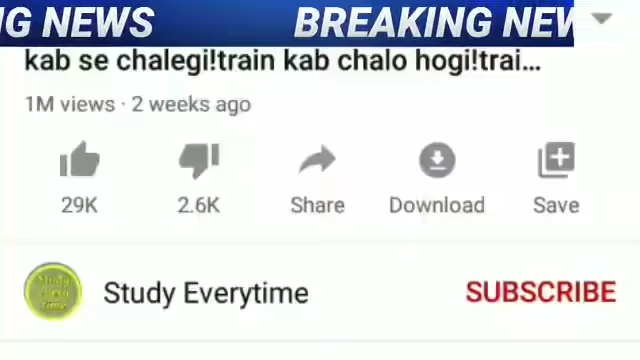 NG NEWS BREAKING NEW
kab se chalegi!train kab chalo hogi!trai...
1M views · 2 weeks ago
29K 2.6K Share Download Save
Study Everytime SUBSCRIBE